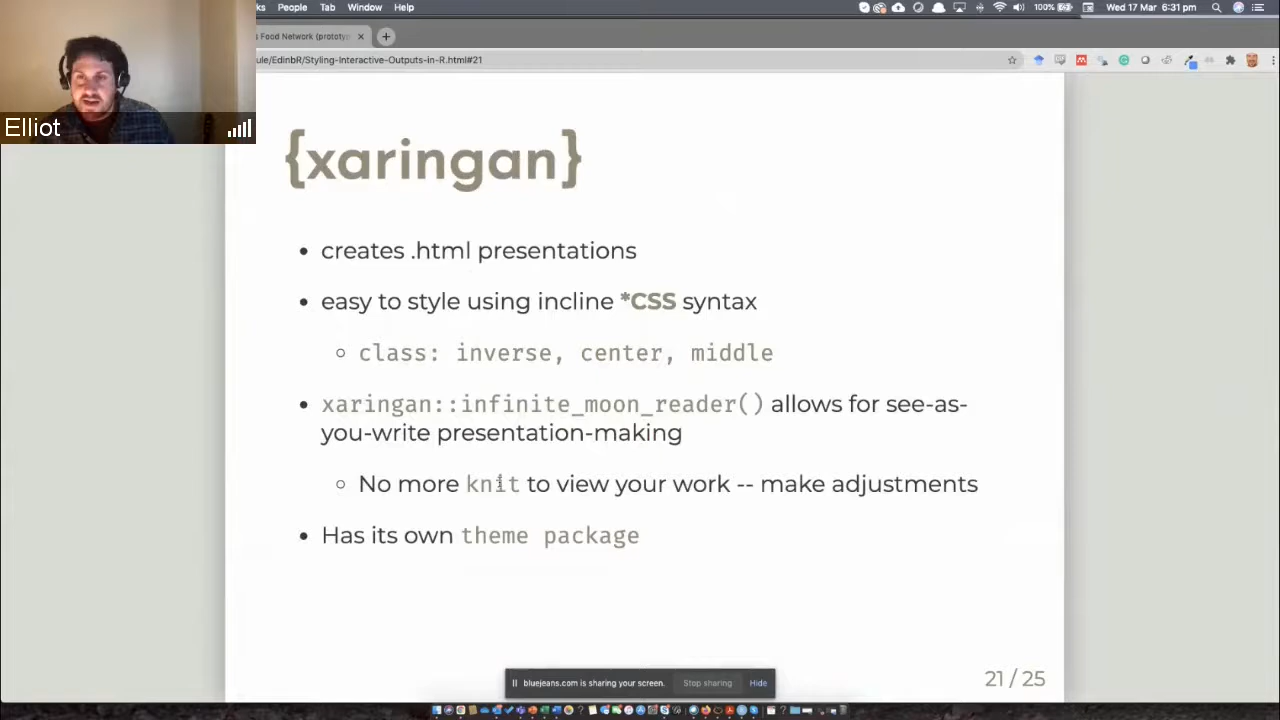 ks People Tab Window Help 100% Wed 17 Mar 6:31 pm
s Food Network (prototyp
ule/EdinbR/Styling-Interactive-Outputs-in-R.html#21
Elliot
{xaringan}
• creates .html presentations
• easy to style using incline *CSS syntax
○ class: inverse, center, middle
• xaringan::infinite_moon_reader() allows for see-as-
you-write presentation-making
○ No more knit to view your work -- make adjustments
• Has its own theme package
21 / 25
bluejeans.com is sharing your screen. Stop sharing Hide